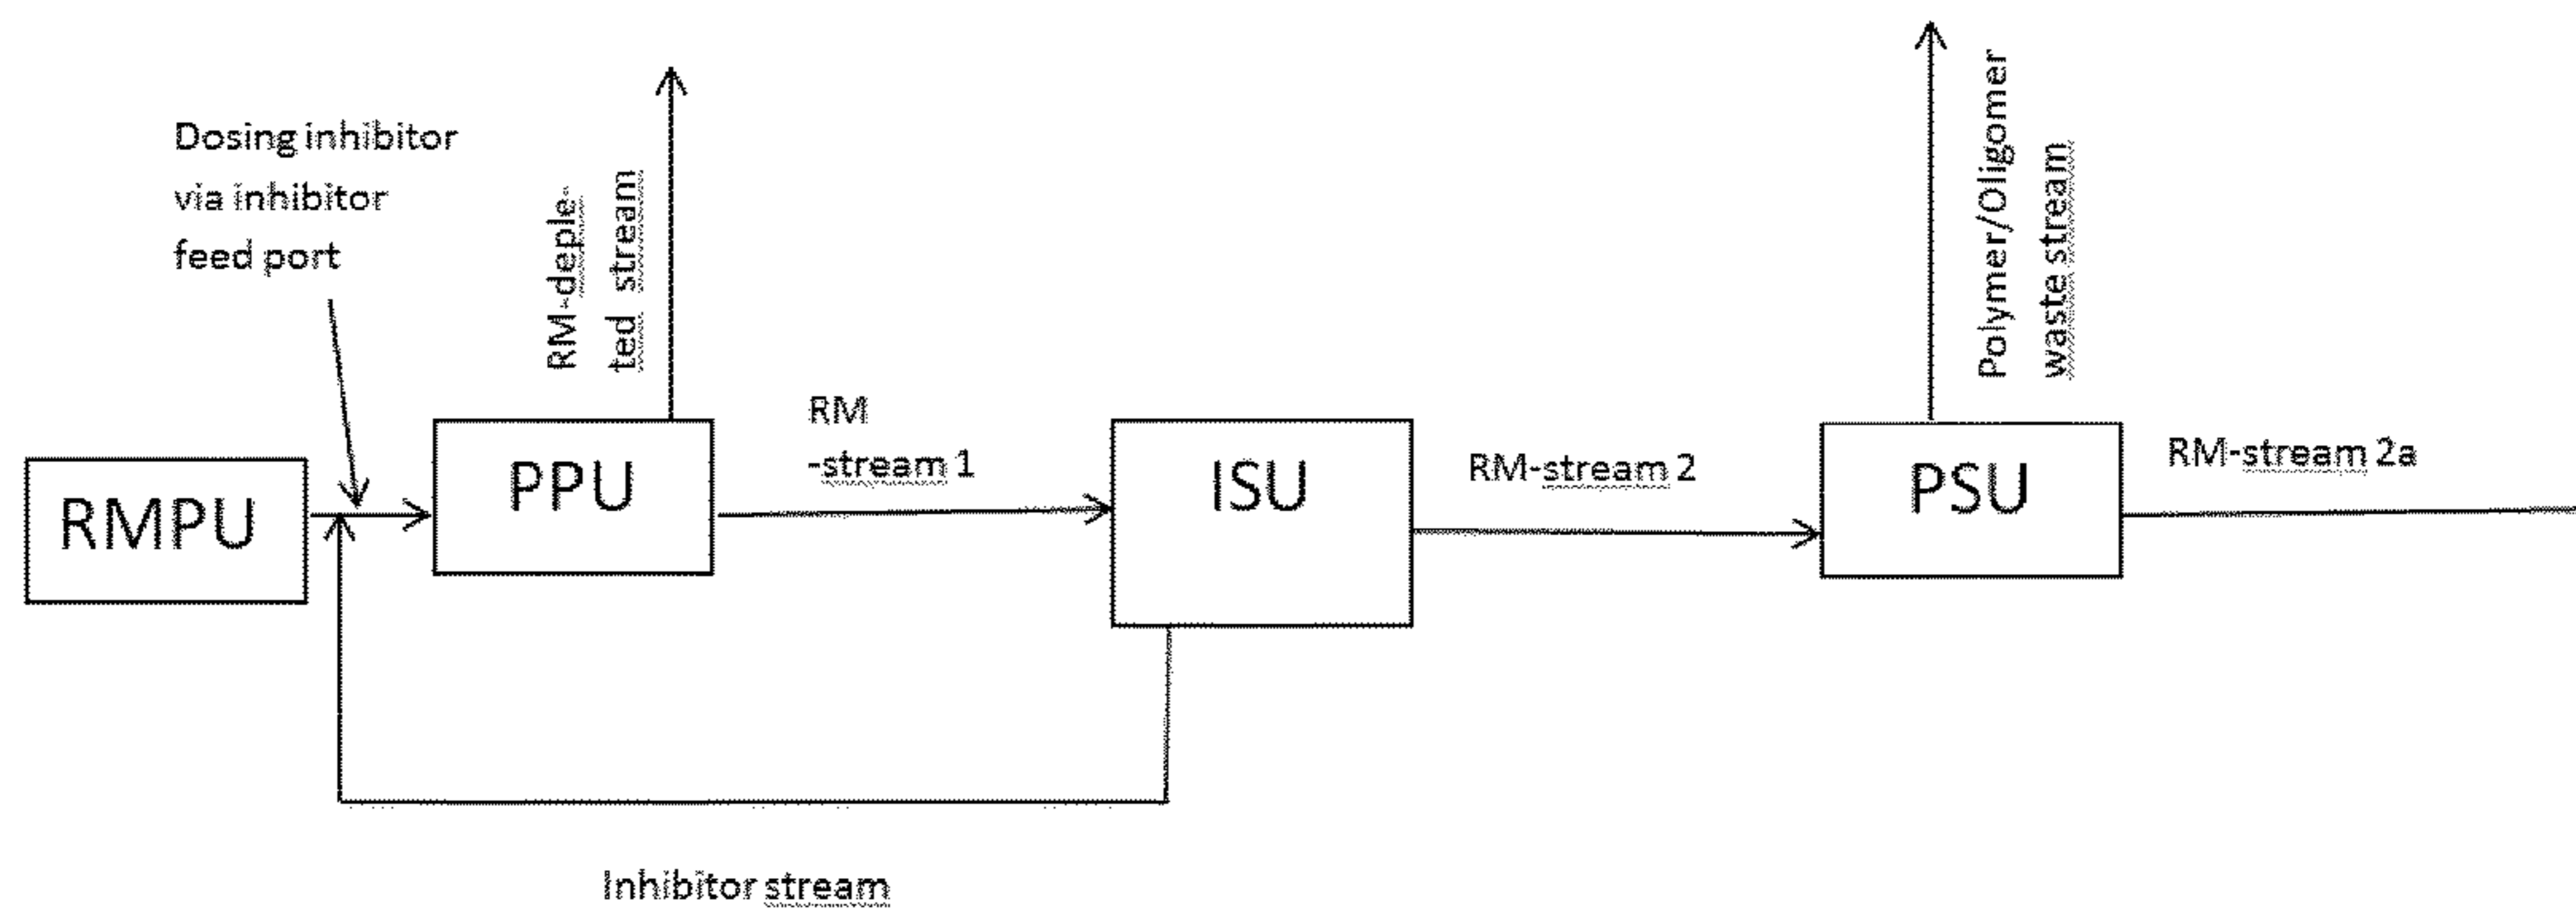 Dosing inhibitor
via inhibitor
feed port
RM-deple-
ted stream
Polymer/Oligomer
waste stream
RMPU
PPU
RM
-stream 1
ISU
RM-stream 2
PSU
RM-stream 2a
Inhibitor stream